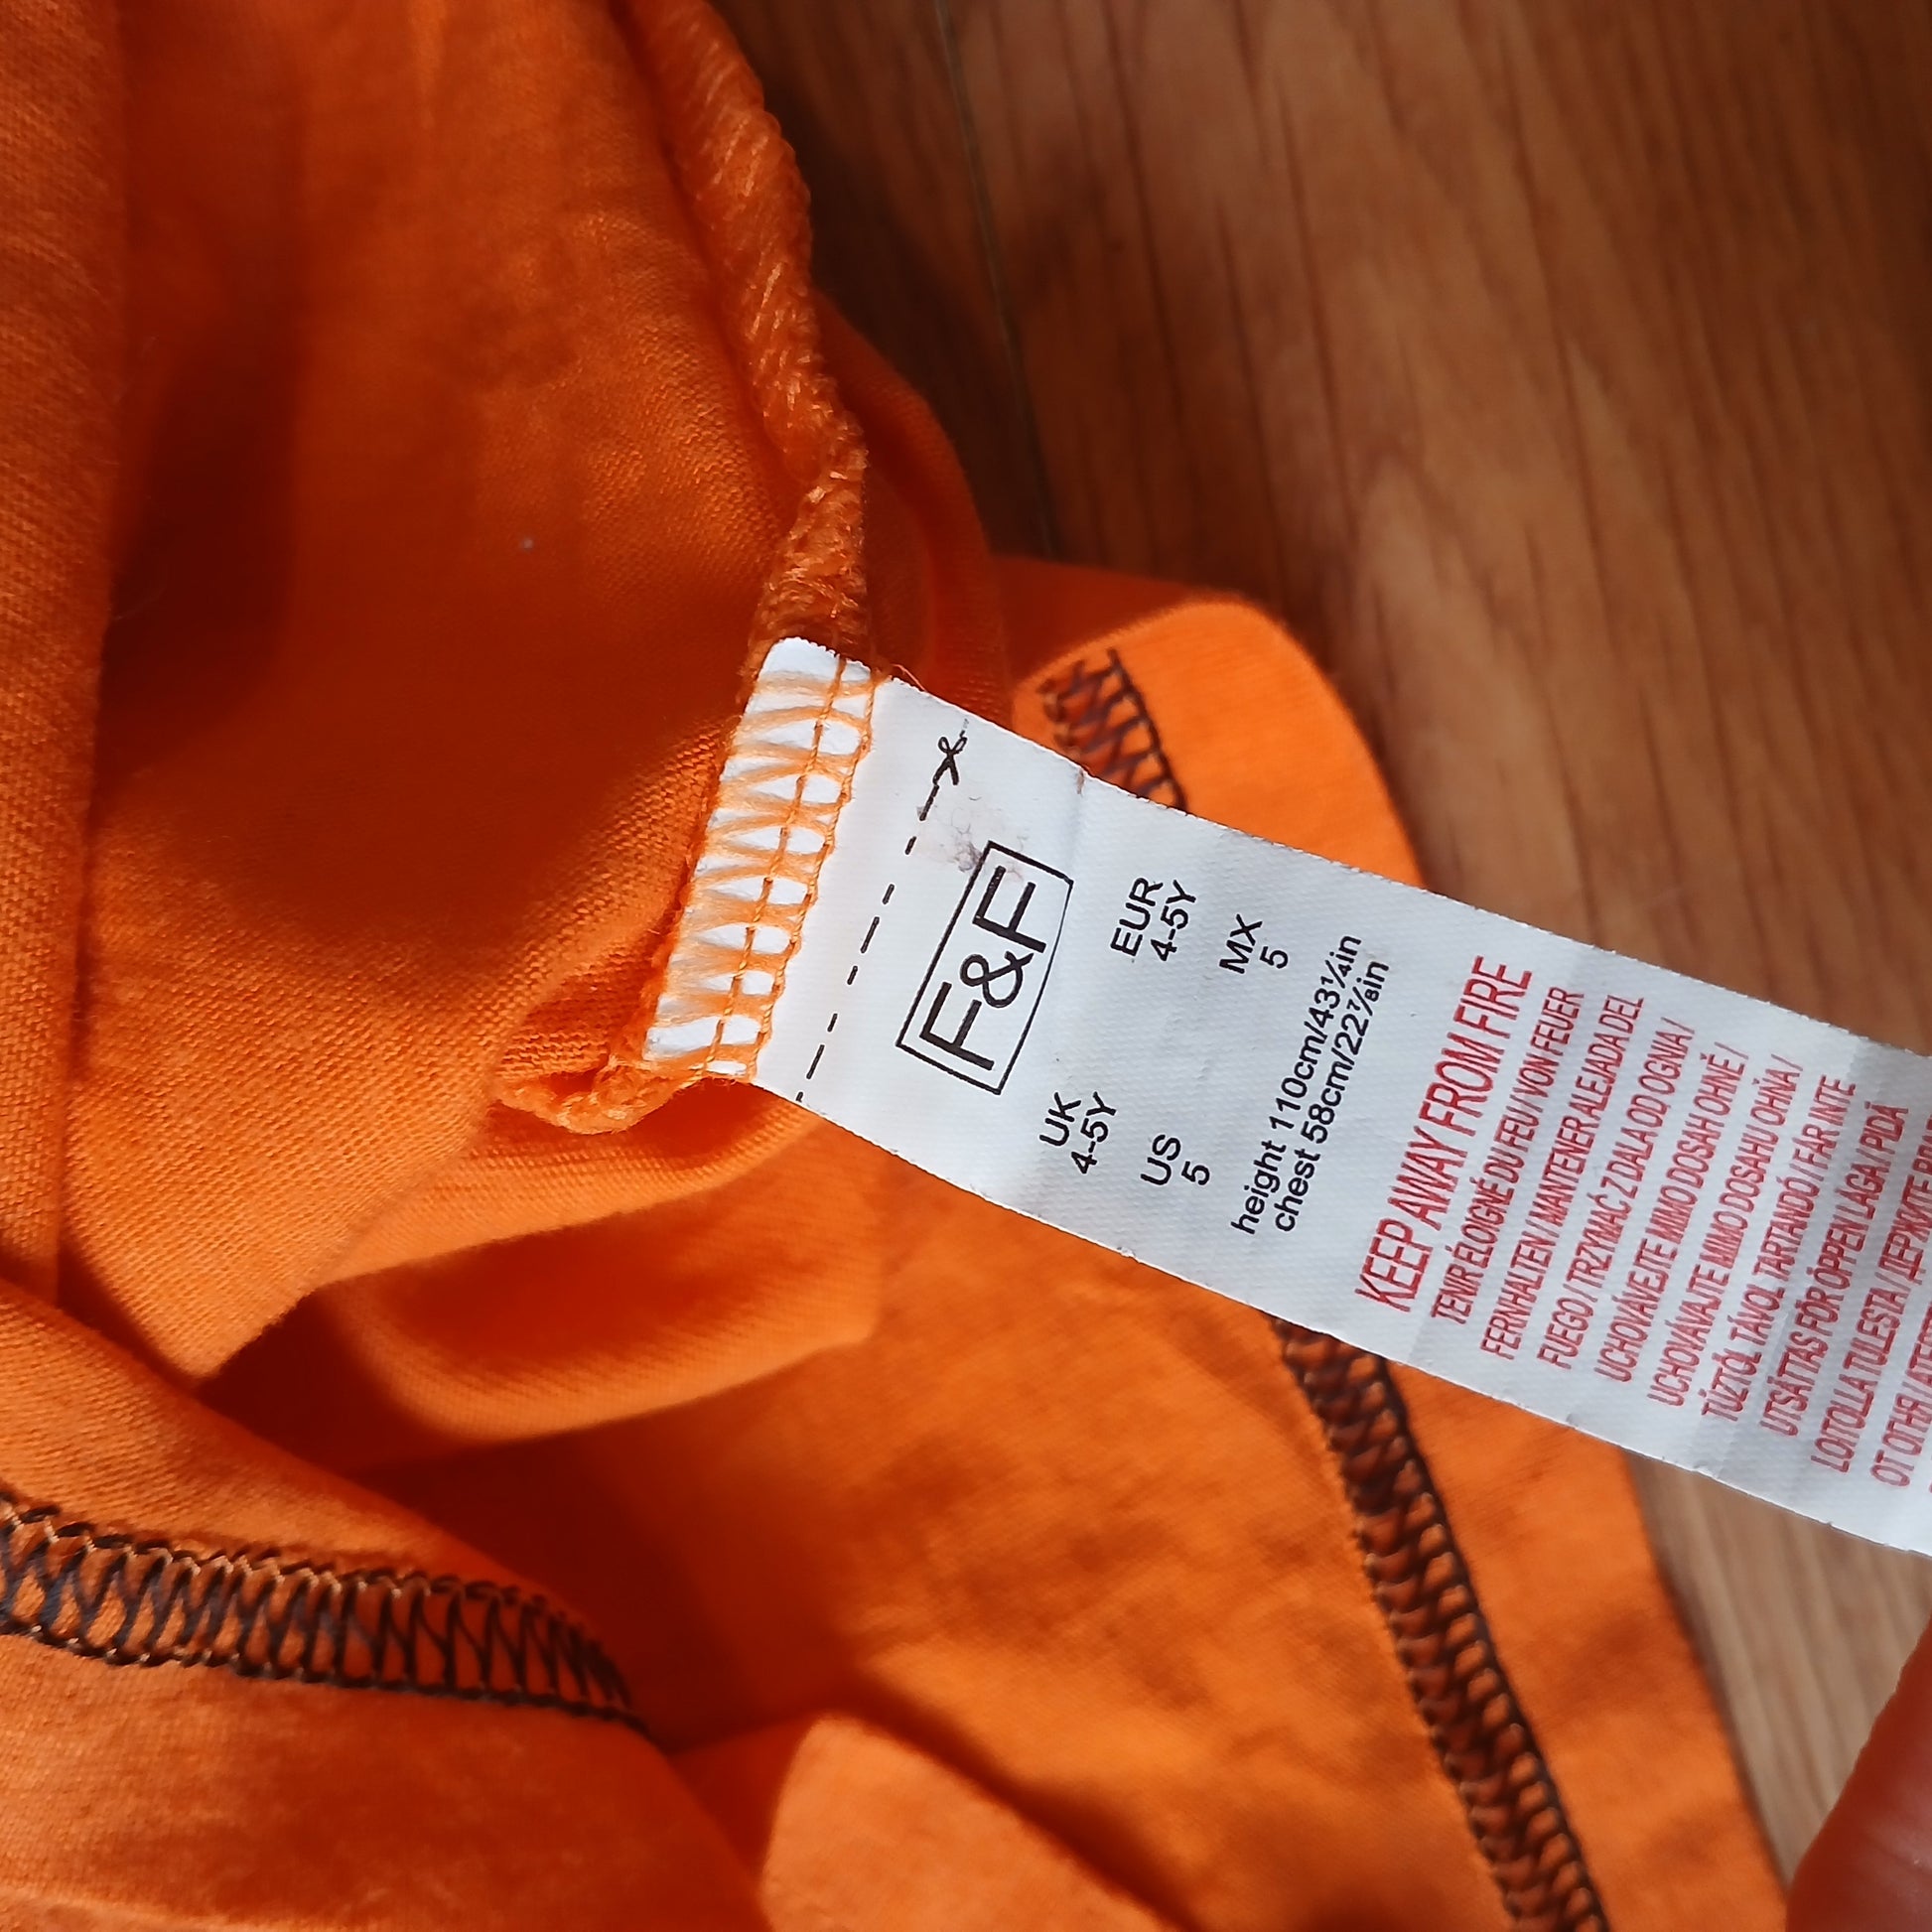 F&F
UK EUR
4-5Y 4-5Y
US MX
5 5
height 110cm/43¼in
chest 58cm/22⅞in
KEEP AWAY FROM FIRE
TENIR ÉLOIGNÉ DU FEU / VON FEUER
FERNHALTEN / MANTENER ALEJADA DEL
FUEGO / TRZYMAĆ Z DALA OD OGNIA /
UCHOVÁVEJTE MIMO DOSAH OHNĚ /
UCHOVÁVAJTE MIMO DOSAHU OHŇA /
TŰZTŐL TÁVOL TARTANDÓ / FÅR INTE
UTSÄTTAS FÖR ÖPPEN LÅGA / PIDÄ
LOITOLLA TULESTA / ДЕРЖИТЕ
ОТ ОГНЯ